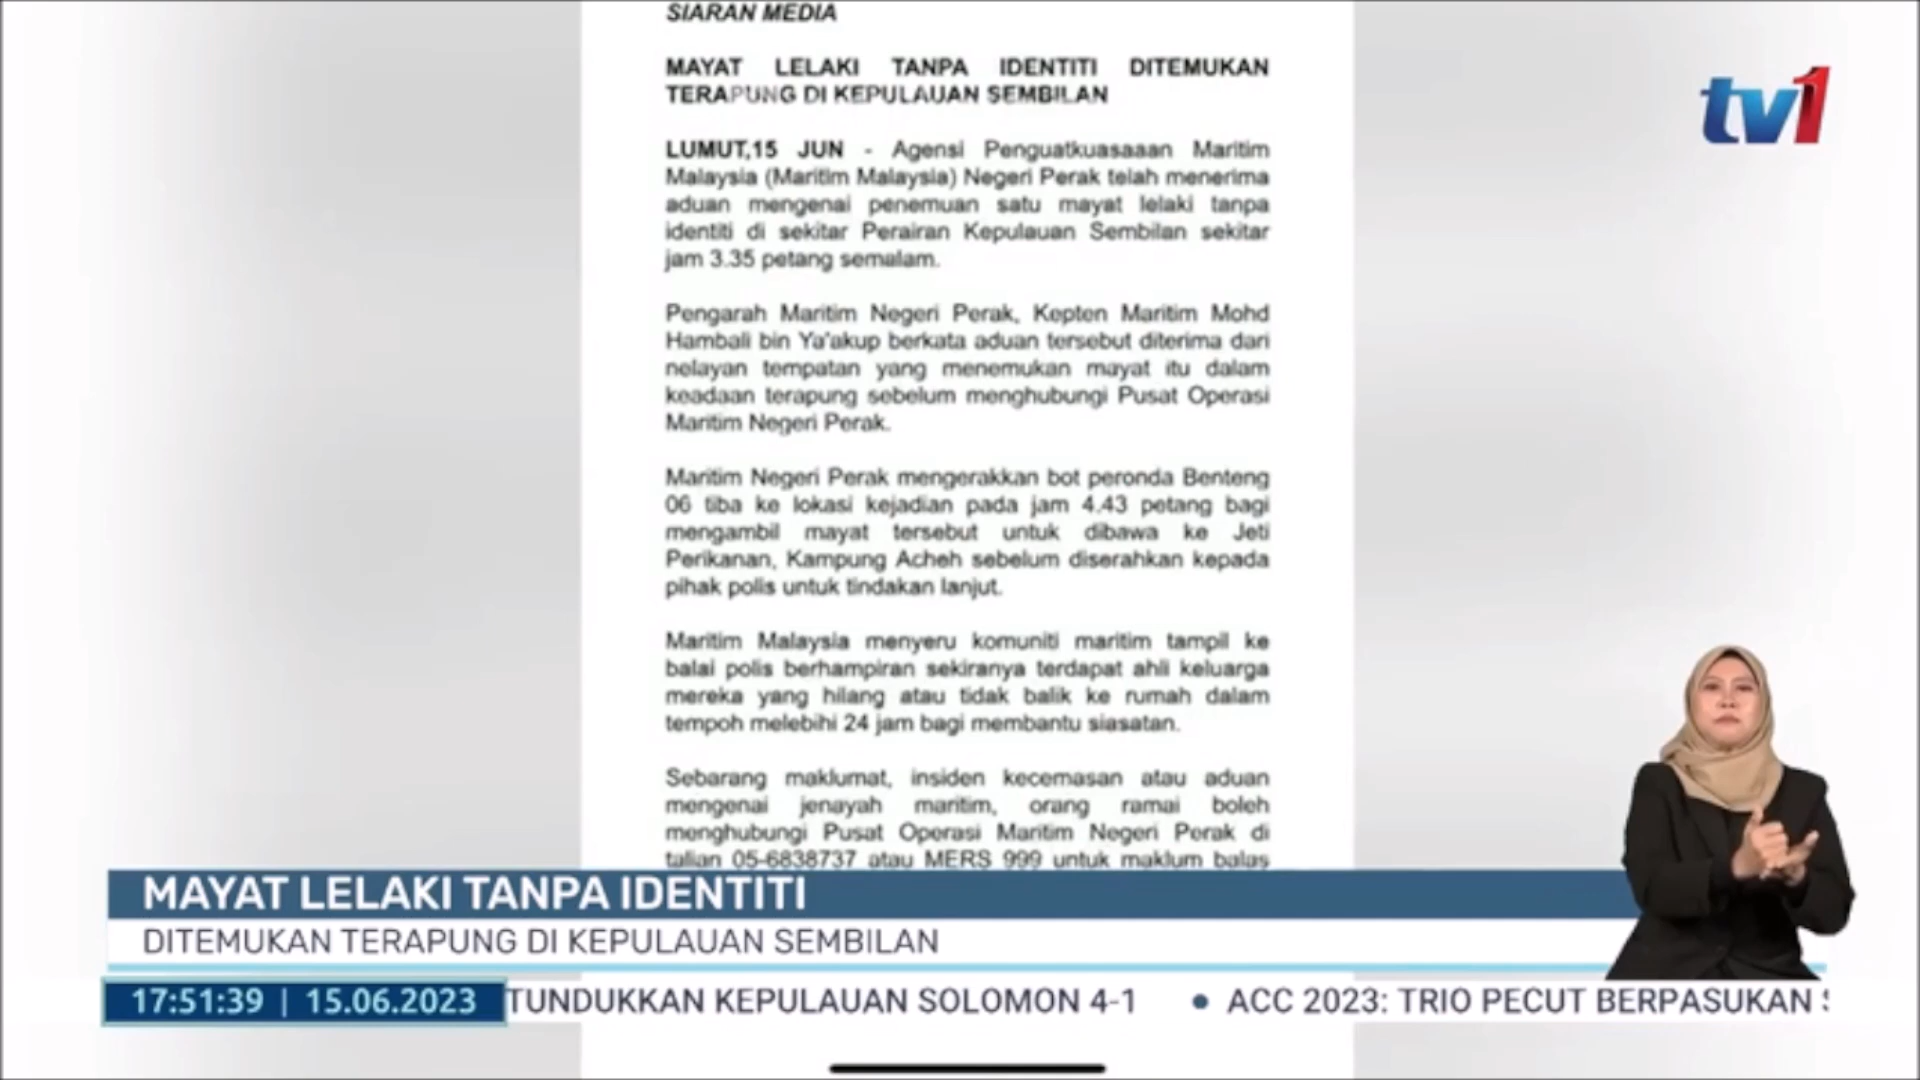 SIARAN MEDIA
MAYAT LELAKI TANPA IDENTITI DITEMUKAN
TERAPUNG DI KEPULAUAN SEMBILAN
LUMUT,15 JUN - Agensi Penguatkuasaaan Maritim
Malaysia (Maritim Malaysia) Negeri Perak telah menerima
aduan mengenai penemuan satu mayat lelaki tanpa
identiti di sekitar Perairan Kepulauan Sembilan sekitar
jam 3.35 petang semalam.
Pengarah Maritim Negeri Perak, Kepten Maritim Mohd
Hambali bin Ya'akup berkata aduan tersebut diterima dari
nelayan tempatan yang menemukan mayat itu dalam
keadaan terapung sebelum menghubungi Pusat Operasi
Maritim Negeri Perak.
Maritim Negeri Perak mengerakkan bot peronda Benteng
06 tiba ke lokasi kejadian pada jam 4.43 petang bagi
mengambil mayat tersebut untuk dibawa ke Jeti
Perikanan, Kampung Acheh sebelum diserahkan kepada
pihak polis untuk tindakan lanjut.
Maritim Malaysia menyeru komuniti maritim tampil ke
balai polis berhampiran sekiranya terdapat ahli keluarga
mereka yang hilang atau tidak balik ke rumah dalam
tempoh melebihi 24 jam bagi membantu siasatan.
Sebarang maklumat, insiden kecemasan atau aduan
mengenai jenayah maritim, orang ramai boleh
menghubungi Pusat Operasi Maritim Negeri Perak di
talian 05-6838737 atau MERS 999 untuk maklum balas
tv1
MAYAT LELAKI TANPA IDENTITI
DITEMUKAN TERAPUNG DI KEPULAUAN SEMBILAN
17:51:39 | 15.06.2023 TUNDUKKAN KEPULAUAN SOLOMON 4-1 • ACC 2023: TRIO PECUT BERPASUKAN